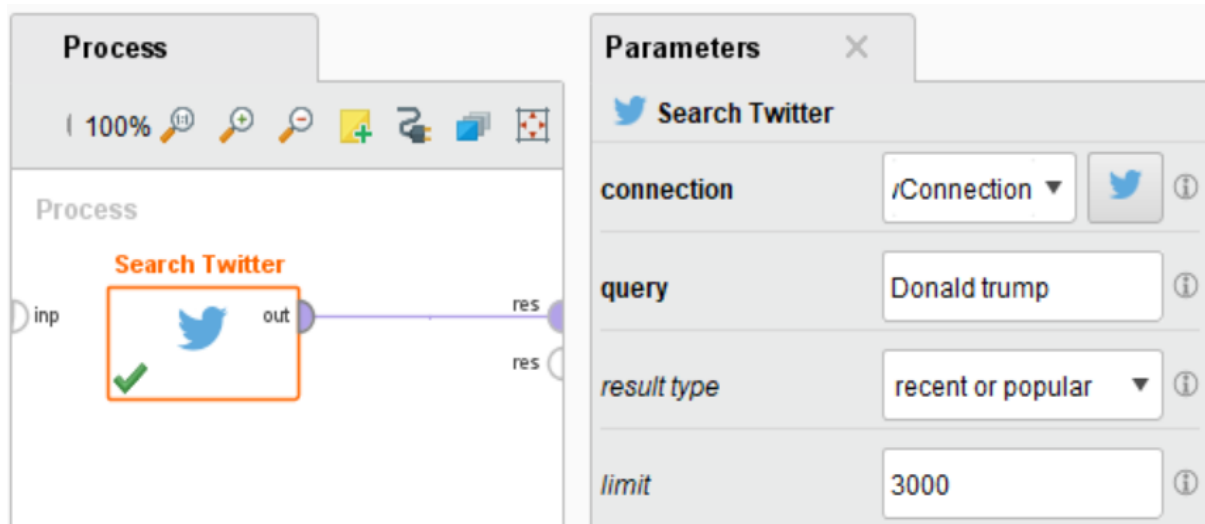 Process
100%
Process
Search Twitter
inp
out
res
res
Parameters
Search Twitter
connection
/Connection
query
Donald trump
result type
recent or popular
limit
3000